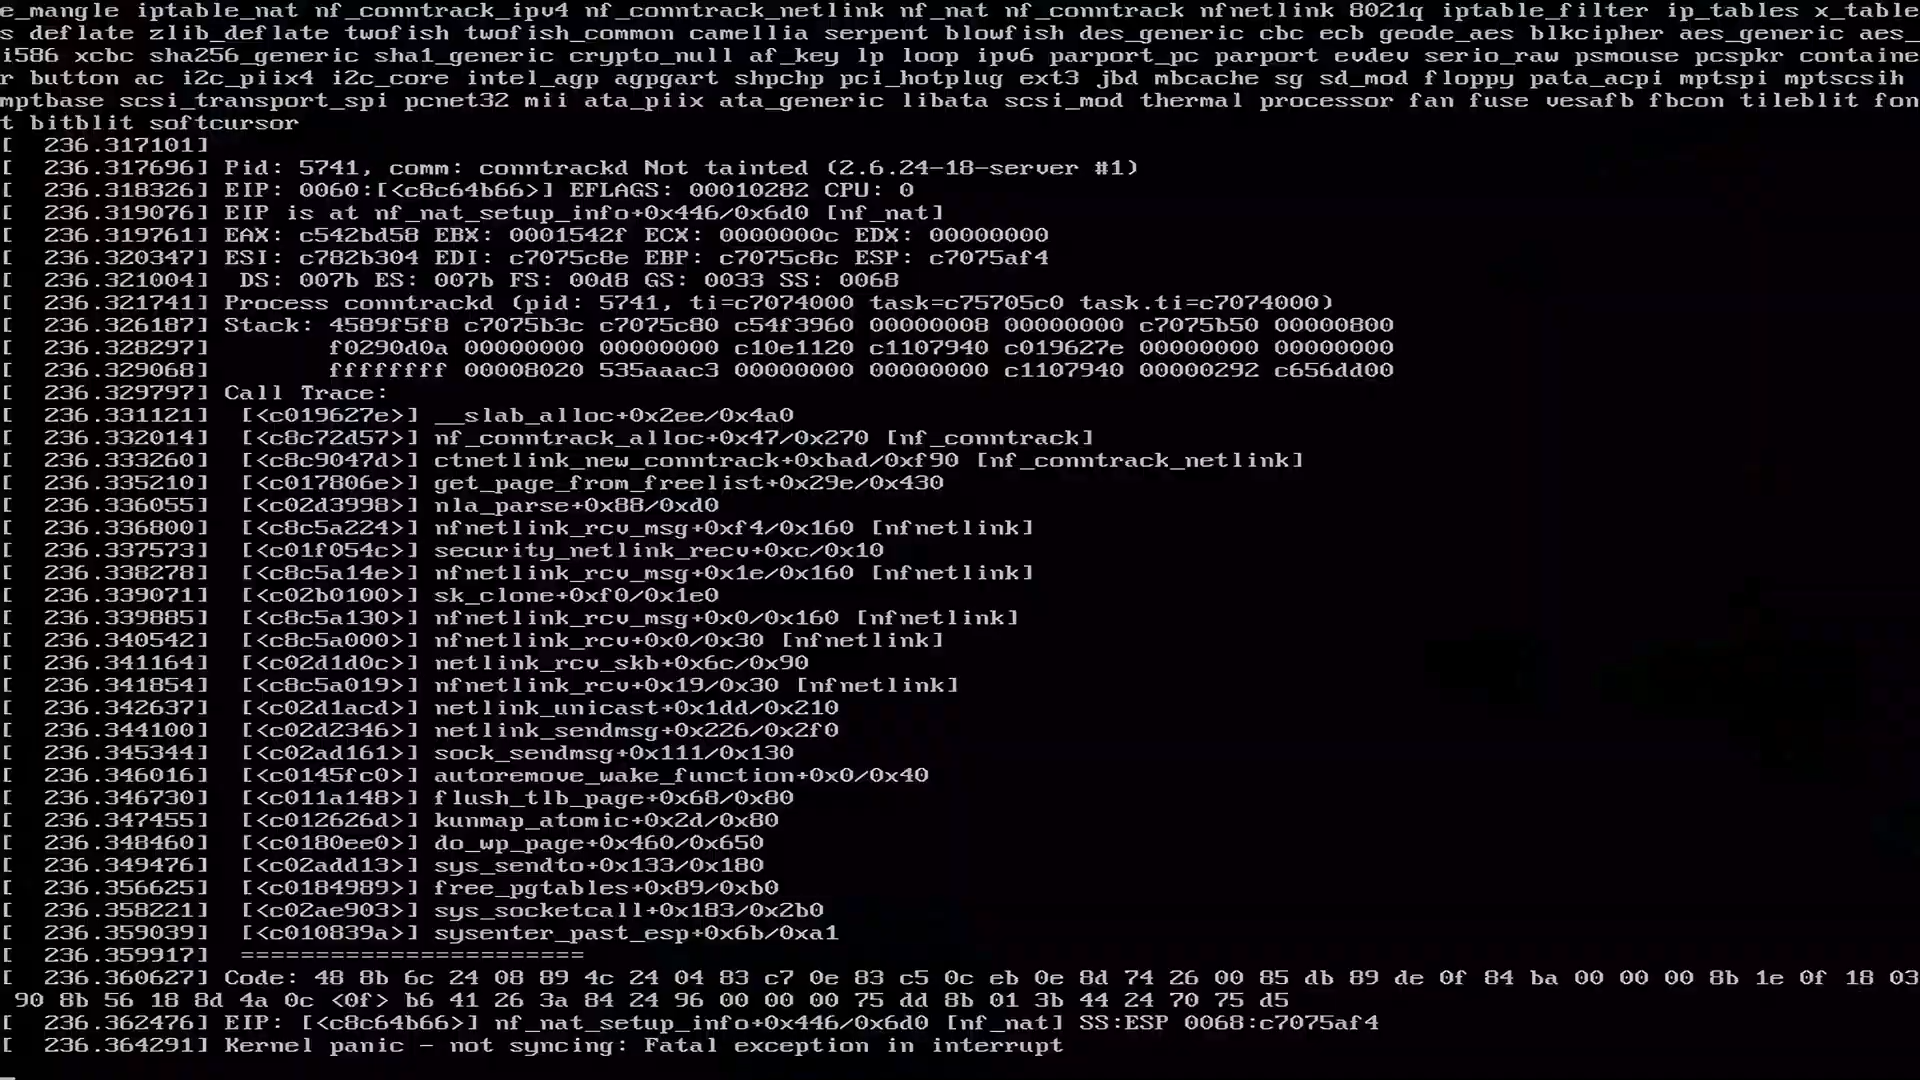 e_mangle iptable_nat nf_conntrack_ipv4 nf_conntrack_netlink nf_nat nf_conntrack nfnetlink 8021q iptable_filter ip_tables x_table
s deflate zlib_deflate twofish twofish_common camellia serpent blowfish des_generic cbc ecb geode_aes blkcipher aes_generic aes_
i586 xcbc sha256_generic sha1_generic crypto_null af_key lp loop ipv6 parport_pc parport evdev serio_raw psmouse pcspkr containe
r button ac i2c_piix4 i2c_core intel_agp agpgart shpchp pci_hotplug ext3 jbd mbcache sg sd_mod floppy pata_acpi mptspi mptscsih
mptbase scsi_transport_spi pcnet32 mii ata_piix ata_generic libata scsi_mod thermal processor fan fuse vesafb fbcon tileblit fon
t bitblit softcursor
[  236.317101]
[  236.317696] Pid: 5741, comm: conntrackd Not tainted (2.6.24-18-server #1)
[  236.318326] EIP: 0060:[<c8c64b66>] EFLAGS: 00010282 CPU: 0
[  236.319076] EIP is at nf_nat_setup_info+0x446/0x6d0 [nf_nat]
[  236.319761] EAX: c542bd58 EBX: 0001542f ECX: 0000000c EDX: 00000000
[  236.320347] ESI: c782b304 EDI: c7075c8e EBP: c7075c8c ESP: c7075af4
[  236.321004]  DS: 007b ES: 007b FS: 00d8 GS: 0033 SS: 0068
[  236.321741] Process conntrackd (pid: 5741, ti=c7074000 task=c75705c0 task.ti=c7074000)
[  236.326187] Stack: 4589f5f8 c7075b3c c7075c80 c54f3960 00000008 00000000 c7075b50 00000800
[  236.328297]        f0290d0a 00000000 00000000 c10e1120 c1107940 c019627e 00000000 00000000
[  236.329068]        ffffffff 00008020 535aaac3 00000000 00000000 c1107940 00000292 c656dd00
[  236.329797] Call Trace:
[  236.331121]  [<c019627e>] __slab_alloc+0x2ee/0x4a0
[  236.332014]  [<c8c72d57>] nf_conntrack_alloc+0x47/0x270 [nf_conntrack]
[  236.333260]  [<c8c9047d>] ctnetlink_new_conntrack+0xbad/0xf90 [nf_conntrack_netlink]
[  236.335210]  [<c017806e>] get_page_from_freelist+0x29e/0x430
[  236.336055]  [<c02d3998>] nla_parse+0x88/0xd0
[  236.336800]  [<c8c5a224>] nfnetlink_rcv_msg+0xf4/0x160 [nfnetlink]
[  236.337573]  [<c01f054c>] security_netlink_recv+0xc/0x10
[  236.338278]  [<c8c5a14e>] nfnetlink_rcv_msg+0x1e/0x160 [nfnetlink]
[  236.339071]  [<c02b0100>] sk_clone+0xf0/0x1e0
[  236.339885]  [<c8c5a130>] nfnetlink_rcv_msg+0x0/0x160 [nfnetlink]
[  236.340542]  [<c8c5a000>] nfnetlink_rcv+0x0/0x30 [nfnetlink]
[  236.341164]  [<c02d1d0c>] netlink_rcv_skb+0x6c/0x90
[  236.341854]  [<c8c5a019>] nfnetlink_rcv+0x19/0x30 [nfnetlink]
[  236.342637]  [<c02d1acd>] netlink_unicast+0x1dd/0x210
[  236.344100]  [<c02d2346>] netlink_sendmsg+0x226/0x2f0
[  236.345344]  [<c02ad161>] sock_sendmsg+0x111/0x130
[  236.346016]  [<c0145fc0>] autoremove_wake_function+0x0/0x40
[  236.346730]  [<c011a148>] flush_tlb_page+0x68/0x80
[  236.347455]  [<c012626d>] kunmap_atomic+0x2d/0x80
[  236.348460]  [<c0180ee0>] do_wp_page+0x460/0x650
[  236.349476]  [<c02add13>] sys_sendto+0x133/0x180
[  236.356625]  [<c0184989>] free_pgtables+0x89/0xb0
[  236.358221]  [<c02ae903>] sys_socketcall+0x183/0x2b0
[  236.359039]  [<c010839a>] sysenter_past_esp+0x6b/0xa1
[  236.359917]  =======================
[  236.360627] Code: 48 8b 6c 24 08 89 4c 24 04 83 c7 0e 83 c5 0c eb 0e 8d 74 26 00 85 db 89 de 0f 84 ba 00 00 00 8b 1e 0f 18 03
 90 8b 56 18 8d 4a 0c <0f> b6 41 26 3a 84 24 96 00 00 00 75 dd 8b 01 3b 44 24 70 75 d5
[  236.362476] EIP: [<c8c64b66>] nf_nat_setup_info+0x446/0x6d0 [nf_nat] SS:ESP 0068:c7075af4
[  236.364291] Kernel panic - not syncing: Fatal exception in interrupt